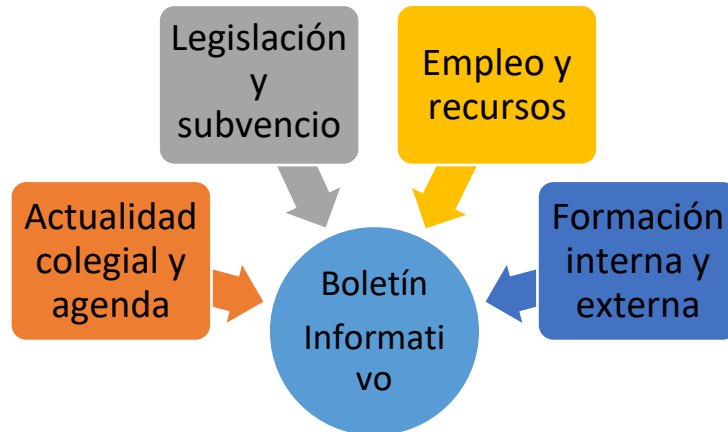 Legislación
y
subvencio
Empleo y
recursos
Actualidad
colegial y
agenda
Formación
interna y
externa
Boletín
Informati
vo